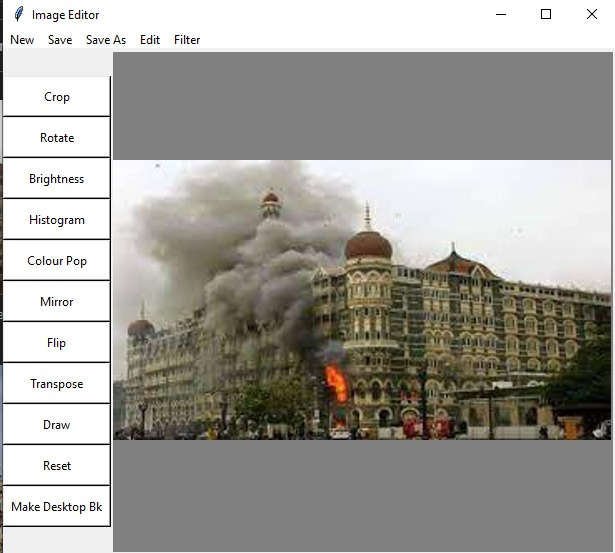 Image Editor
New Save Save As Edit Filter
Crop
Rotate
Brightness
Histogram
Colour Pop
Mirror
Flip
Transpose
Draw
Reset
Make Desktop Bk